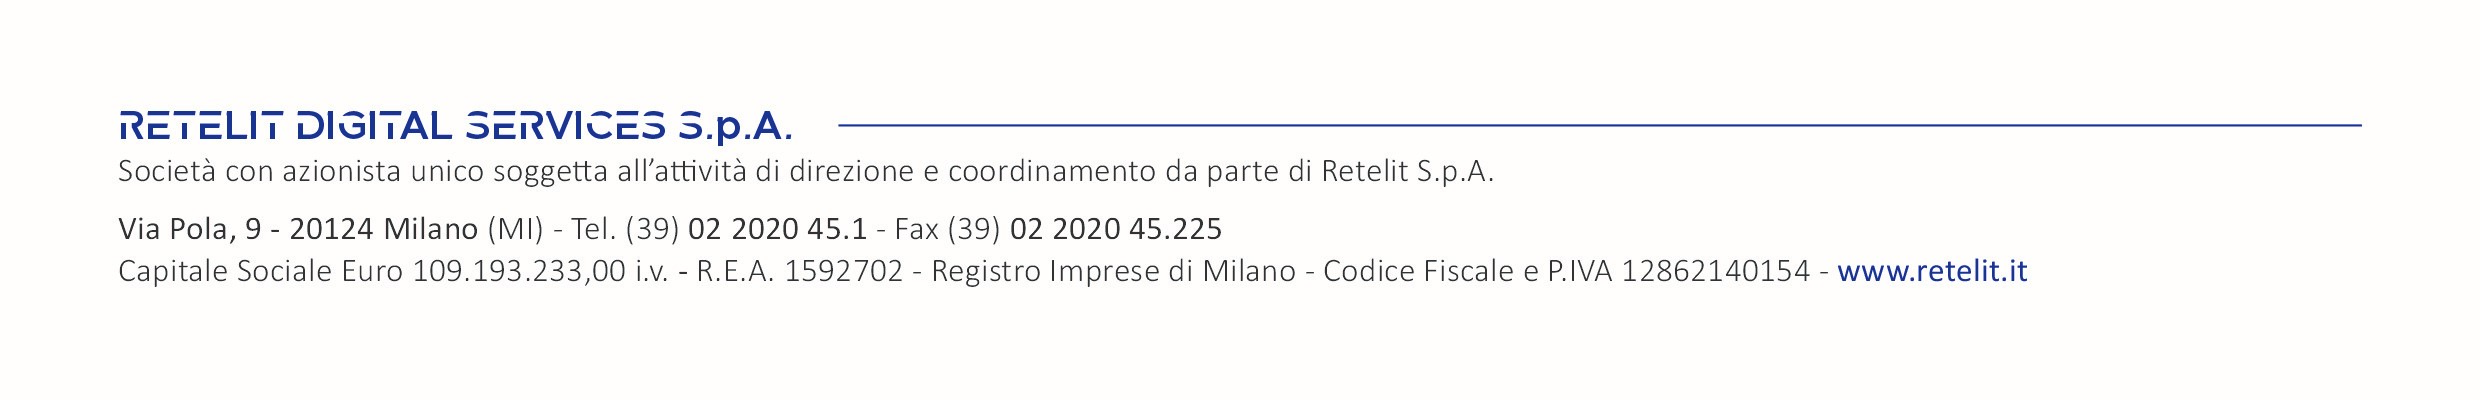 RETELIT DIGITAL SERVICES S.p.A.
Società con azionista unico soggetta all’attività di direzione e coordinamento da parte di Retelit S.p.A.
Via Pola, 9 - 20124 Milano (MI) - Tel. (39) 02 2020 45.1 - Fax (39) 02 2020 45.225
Capitale Sociale Euro 109.193.233,00 i.v. - R.E.A. 1592702 - Registro Imprese di Milano - Codice Fiscale e P.IVA 12862140154 - www.retelit.it